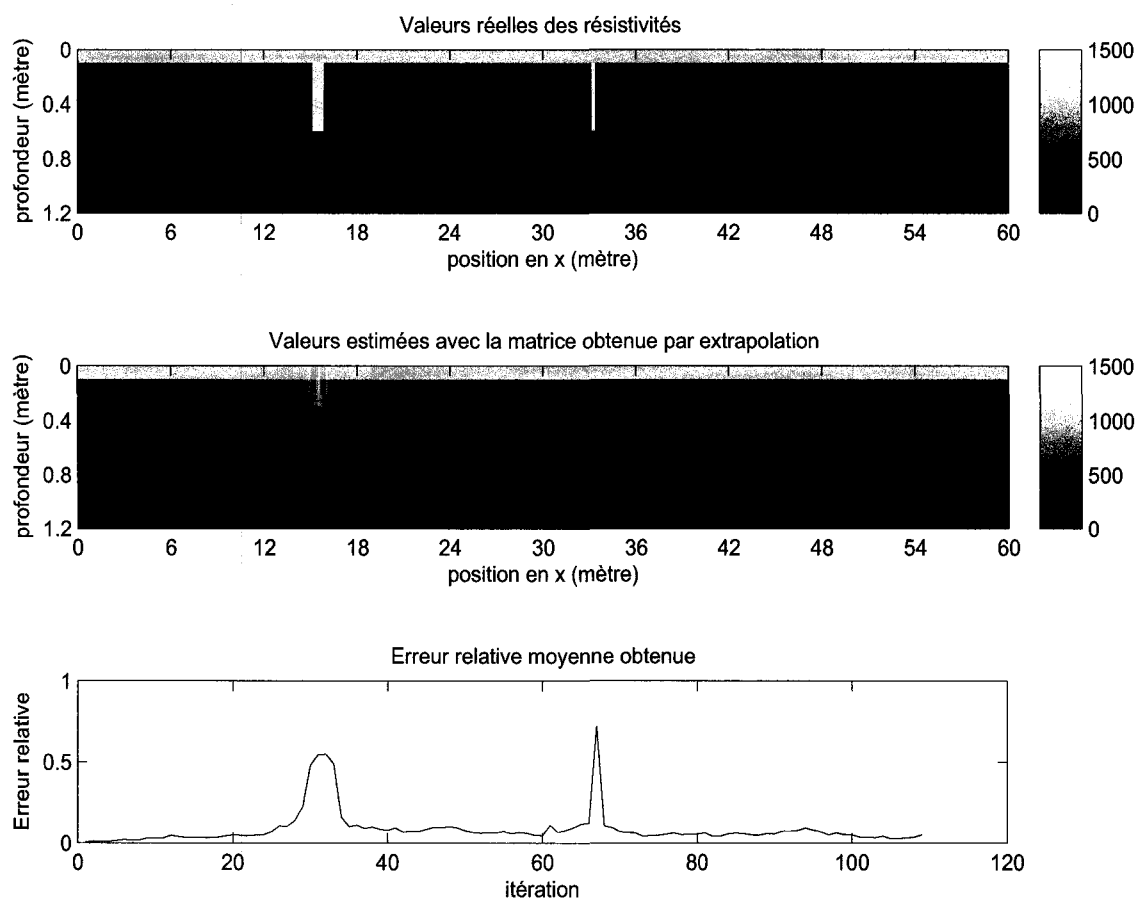 Valeurs réelles des résistivités
profondeur (mètre)
0
0.4
0.8
1.2
0 6 12 18 24 30 36 42 48 54 60
position en x (mètre)
1500
1000
500
0
Valeurs estimées avec la matrice obtenue par extrapolation
profondeur (mètre)
0
0.4
0.8
1.2
0 6 12 18 24 30 36 42 48 54 60
position en x (mètre)
1500
1000
500
0
Erreur relative moyenne obtenue
Erreur relative
1
0.5
0
0 20 40 60 80 100 120
itération